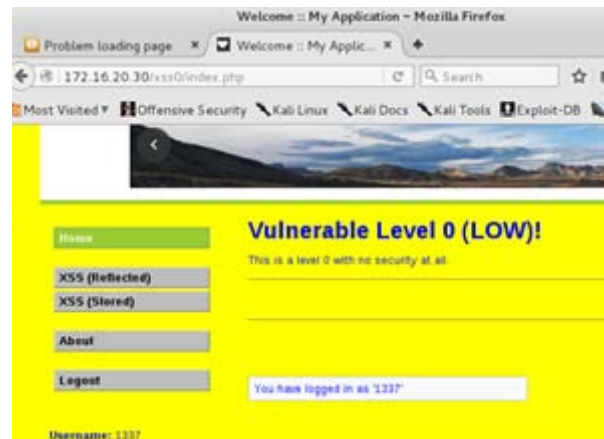 Welcome :: My Application - Mozilla Firefox
Problem loading page × Welcome :: My Applic... × +
172.16.20.30/xss0/index.php Search
Most Visited Offensive Security Kali Linux Kali Docs Kali Tools Exploit-DB
Home
Vulnerable Level 0 (LOW)!
This is a level 0 with no security at all.
XSS (Reflected)
XSS (Stored)
About
Logout
You have logged in as '1337'
Username: 1337